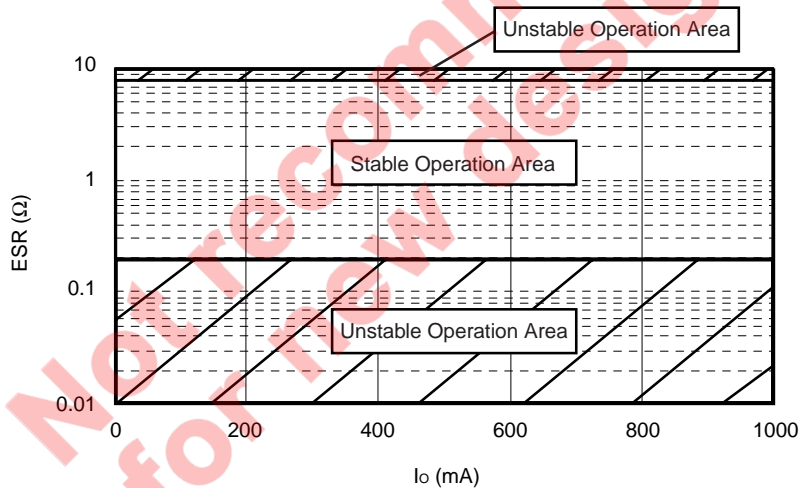 Unstable Operation Area
10
Stable Operation Area
1
ESR (Ω)
0.1
Unstable Operation Area
0.01
0 200 400 600 800 1000
Io (mA)
Not recomm
for new design